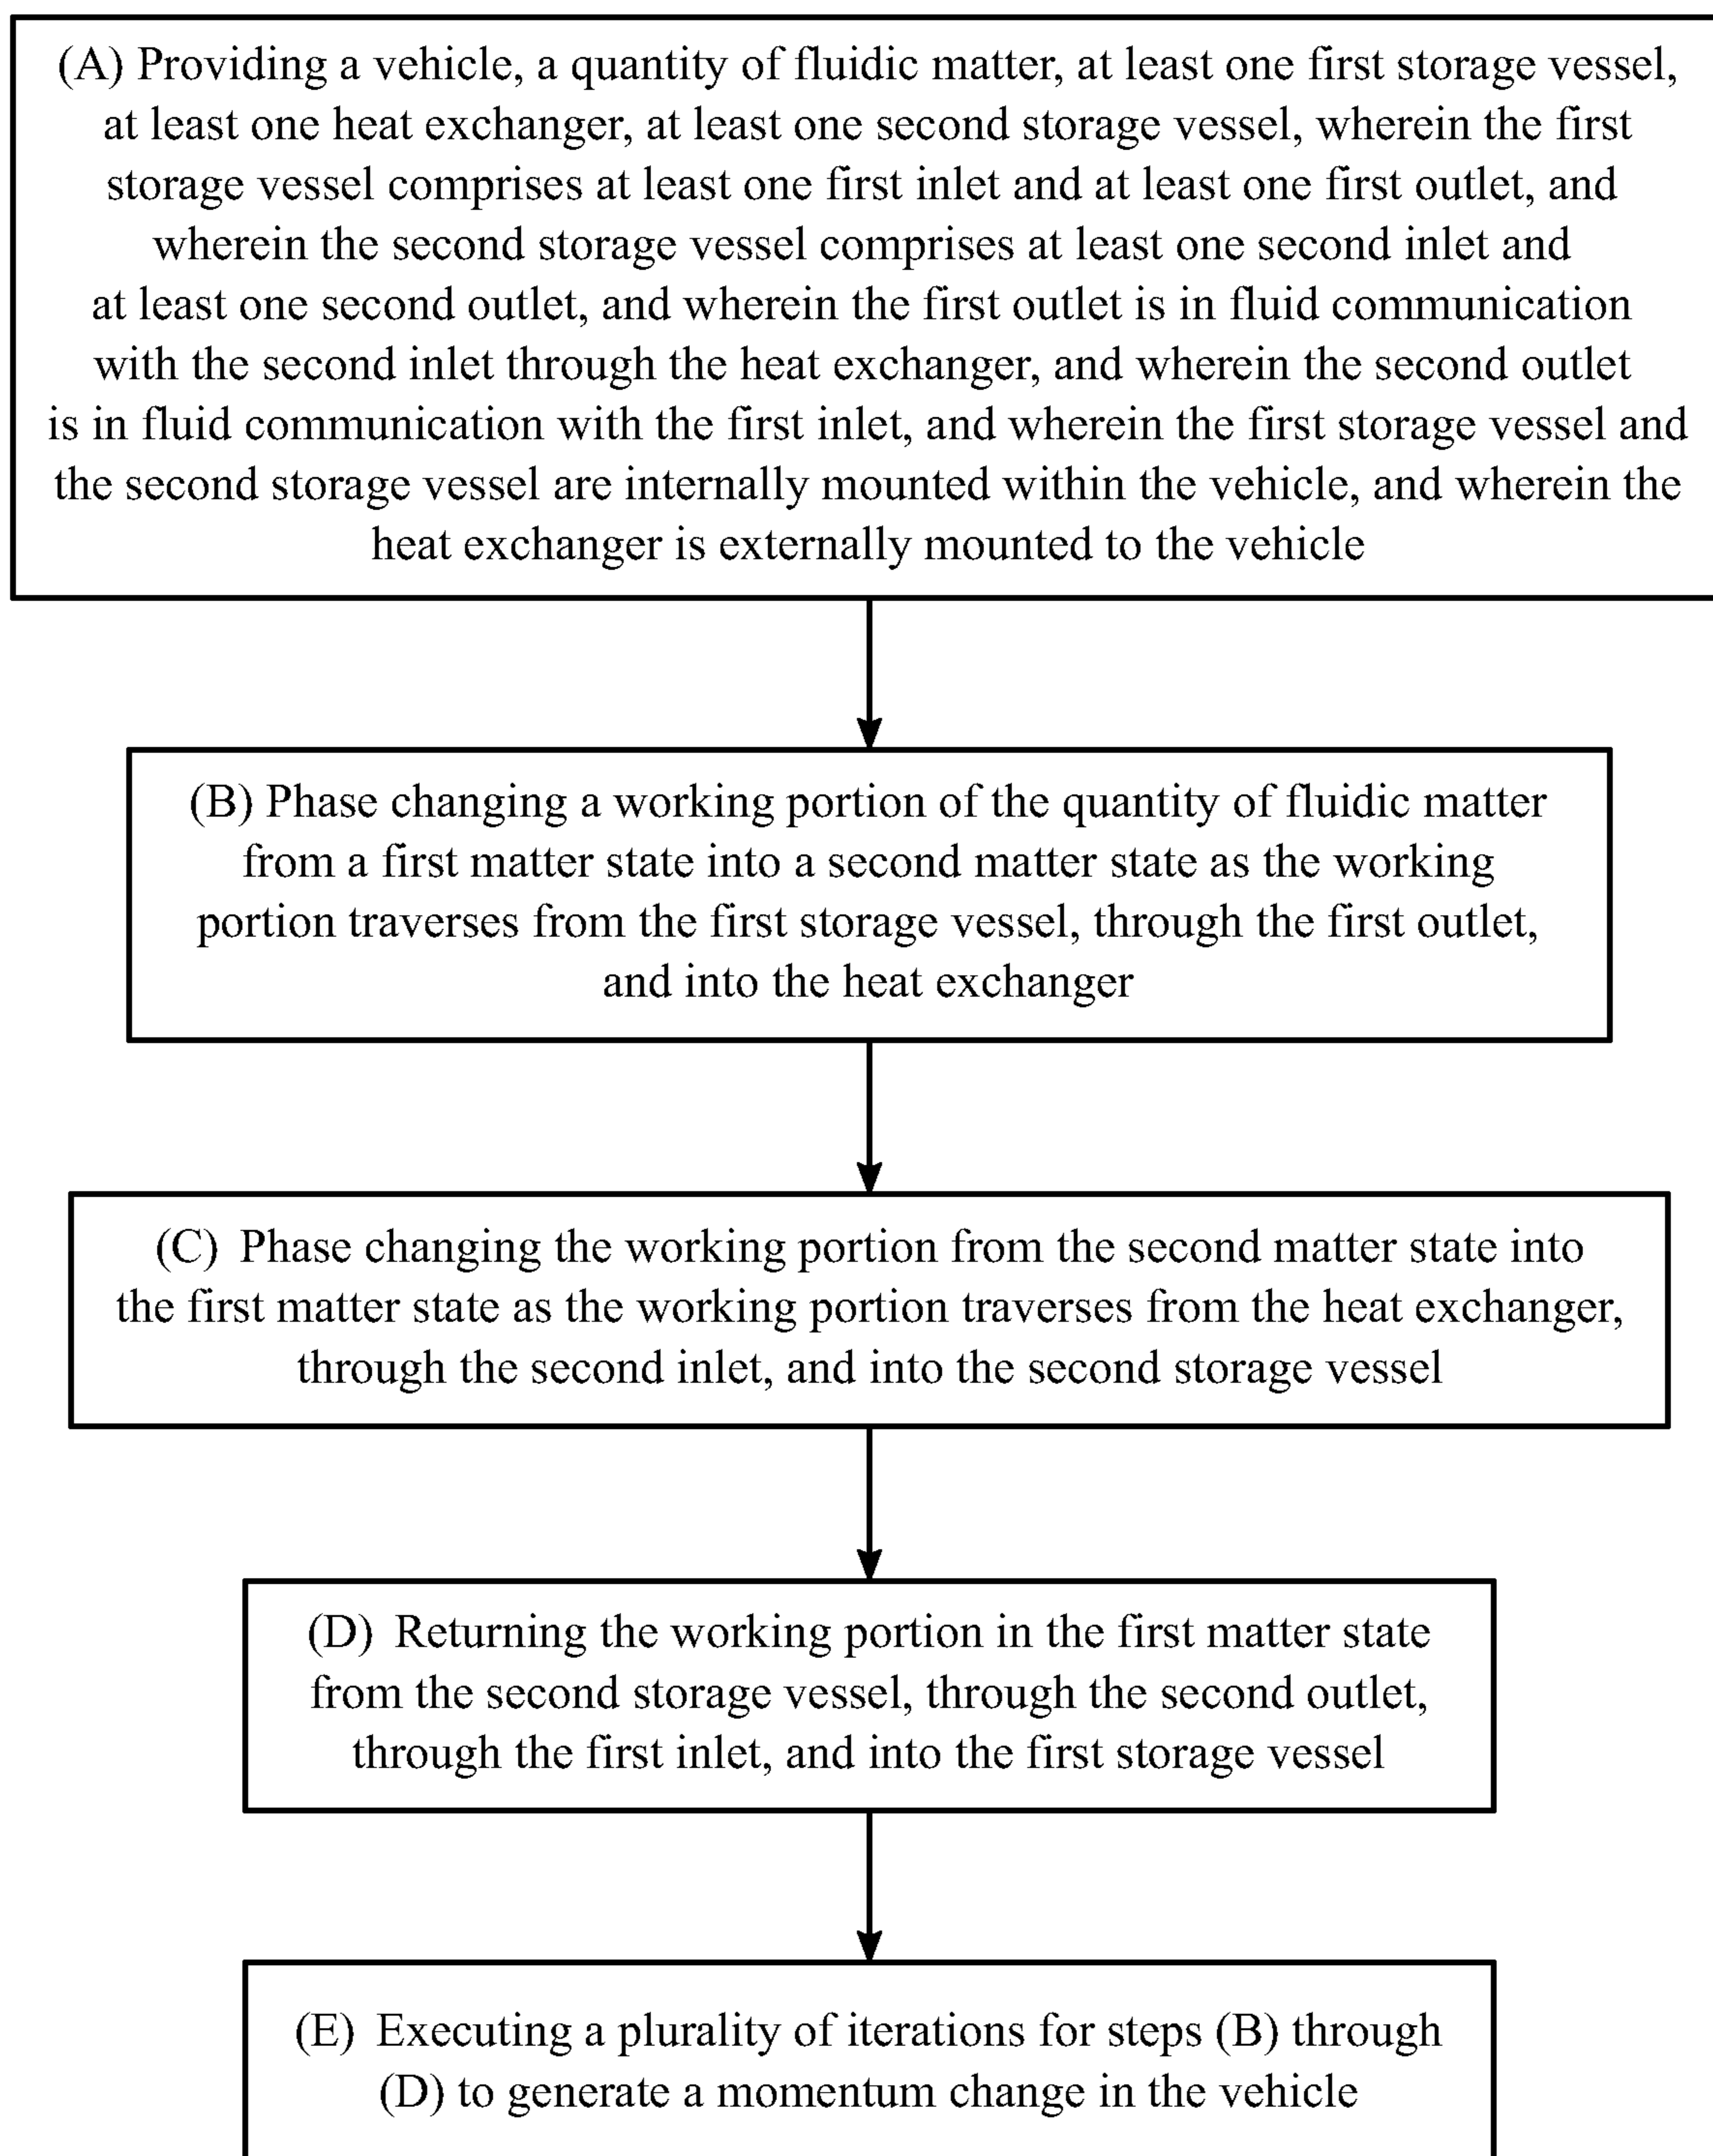 (A) Providing a vehicle, a quantity of fluidic matter, at least one first storage vessel,
at least one heat exchanger, at least one second storage vessel, wherein the first
storage vessel comprises at least one first inlet and at least one first outlet, and
wherein the second storage vessel comprises at least one second inlet and
at least one second outlet, and wherein the first outlet is in fluid communication
with the second inlet through the heat exchanger, and wherein the second outlet
is in fluid communication with the first inlet, and wherein the first storage vessel and
the second storage vessel are internally mounted within the vehicle, and wherein the
heat exchanger is externally mounted to the vehicle
(B) Phase changing a working portion of the quantity of fluidic matter
from a first matter state into a second matter state as the working
portion traverses from the first storage vessel, through the first outlet,
and into the heat exchanger
(C) Phase changing the working portion from the second matter state into
the first matter state as the working portion traverses from the heat exchanger,
through the second inlet, and into the second storage vessel
(D) Returning the working portion in the first matter state
from the second storage vessel, through the second outlet,
through the first inlet, and into the first storage vessel
(E) Executing a plurality of iterations for steps (B) through
(D) to generate a momentum change in the vehicle